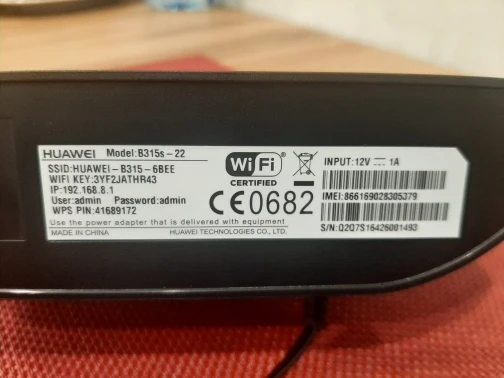 HUAWEI Model:B315s-22
SSID:HUAWEI-B315-6BEE
WIFI KEY:3YF2JATHR43
IP:192.168.8.1
User:admin Password:admin
WPS PIN:41689172
Use the power adapter that is delivered with equipment
MADE IN CHINA HUAWEI TECHNOLOGIES CO., LTD.
Wi Fi
CERTIFIED
CE0682
INPUT:12V ⎓ 1A
IMEI:866169028305379
S/N:Q2Q7S16426001493